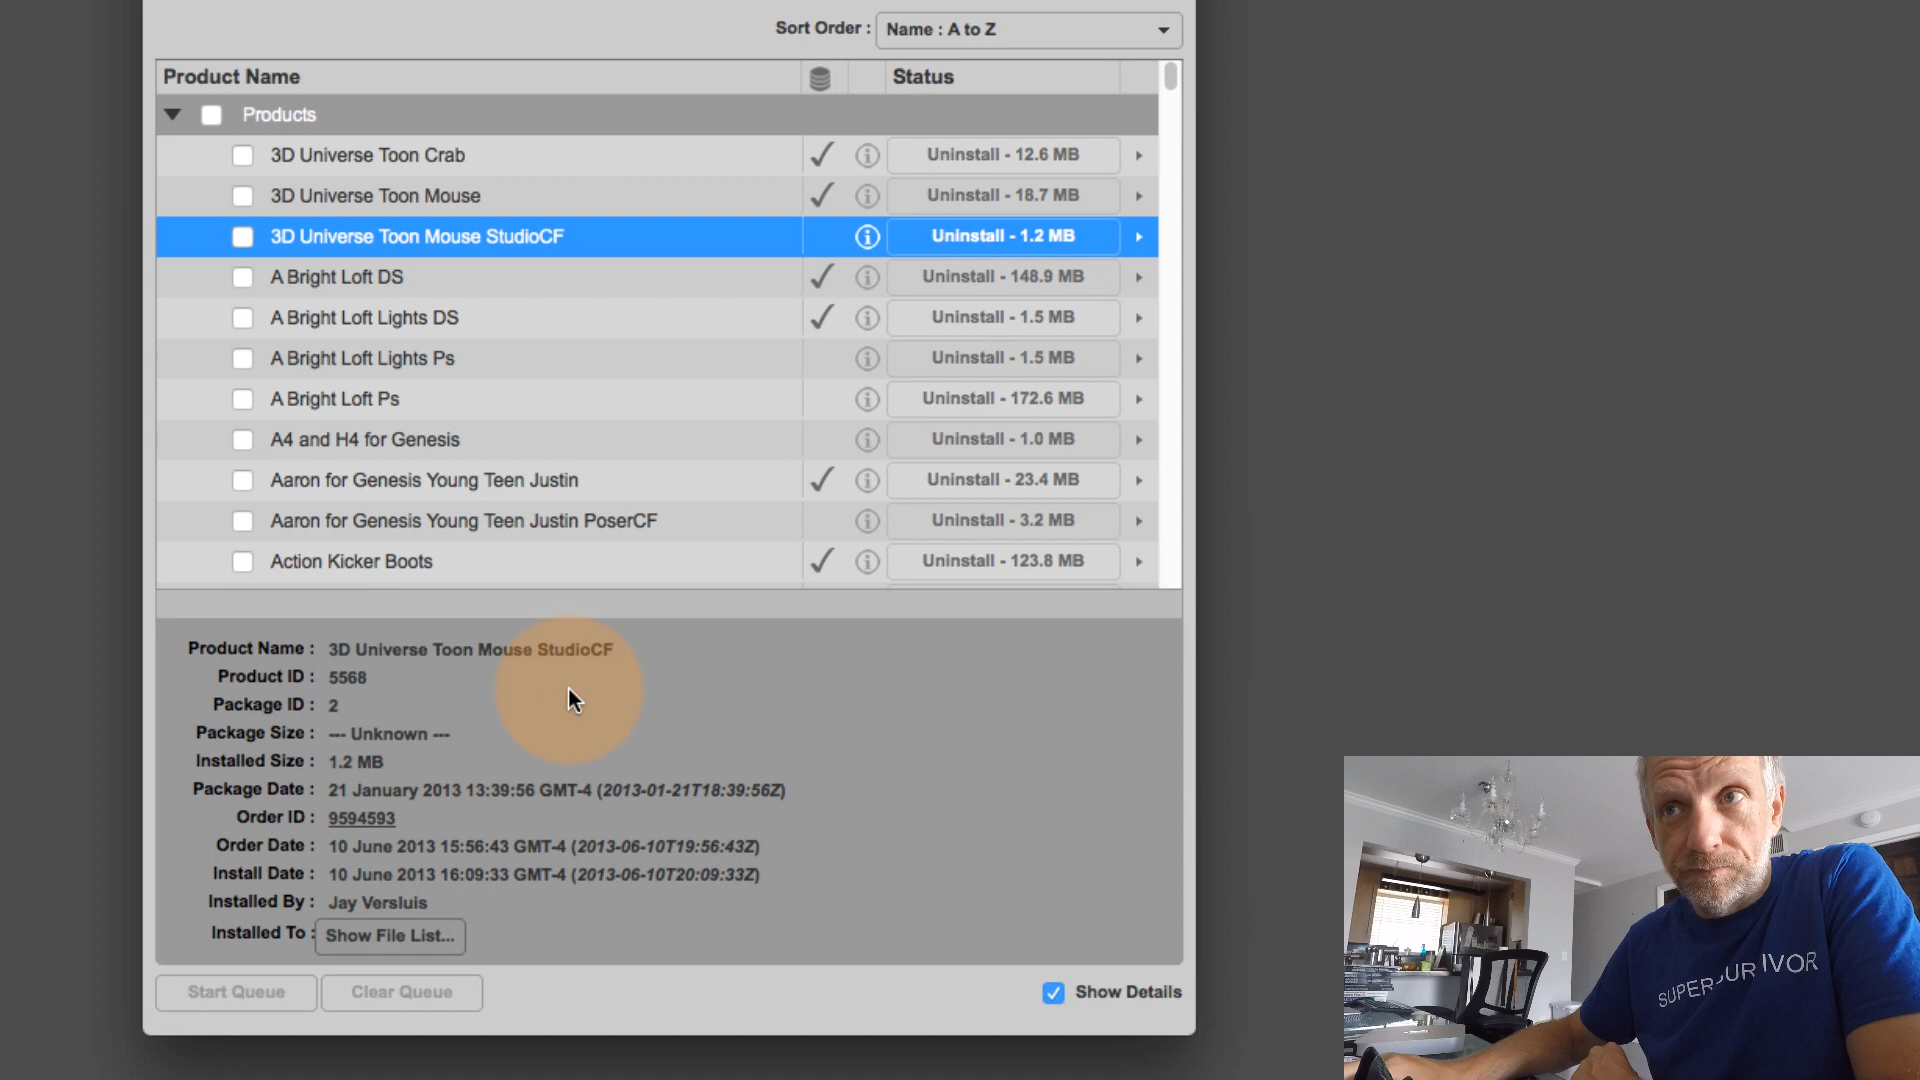 Sort Order : Name : A to Z
Product Name Status
Products
3D Universe Toon Crab Uninstall - 12.6 MB
3D Universe Toon Mouse Uninstall - 18.7 MB
3D Universe Toon Mouse StudioCF Uninstall - 1.2 MB
A Bright Loft DS Uninstall - 148.9 MB
A Bright Loft Lights DS Uninstall - 1.5 MB
A Bright Loft Lights Ps Uninstall - 1.5 MB
A Bright Loft Ps Uninstall - 172.6 MB
A4 and H4 for Genesis Uninstall - 1.0 MB
Aaron for Genesis Young Teen Justin Uninstall - 23.4 MB
Aaron for Genesis Young Teen Justin PoserCF Uninstall - 3.2 MB
Action Kicker Boots Uninstall - 123.8 MB
Product Name : 3D Universe Toon Mouse StudioCF
Product ID : 5568
Package ID : 2
Package Size : --- Unknown ---
Installed Size : 1.2 MB
Package Date : 21 January 2013 13:39:56 GMT-4 (2013-01-21T18:39:56Z)
Order ID : 9594593
Order Date : 10 June 2013 15:56:43 GMT-4 (2013-06-10T19:56:43Z)
Install Date : 10 June 2013 16:09:33 GMT-4 (2013-06-10T20:09:33Z)
Installed By : Jay Versluis
Installed To : Show File List...
Start Queue Clear Queue Show Details
SUPERSURVIVOR